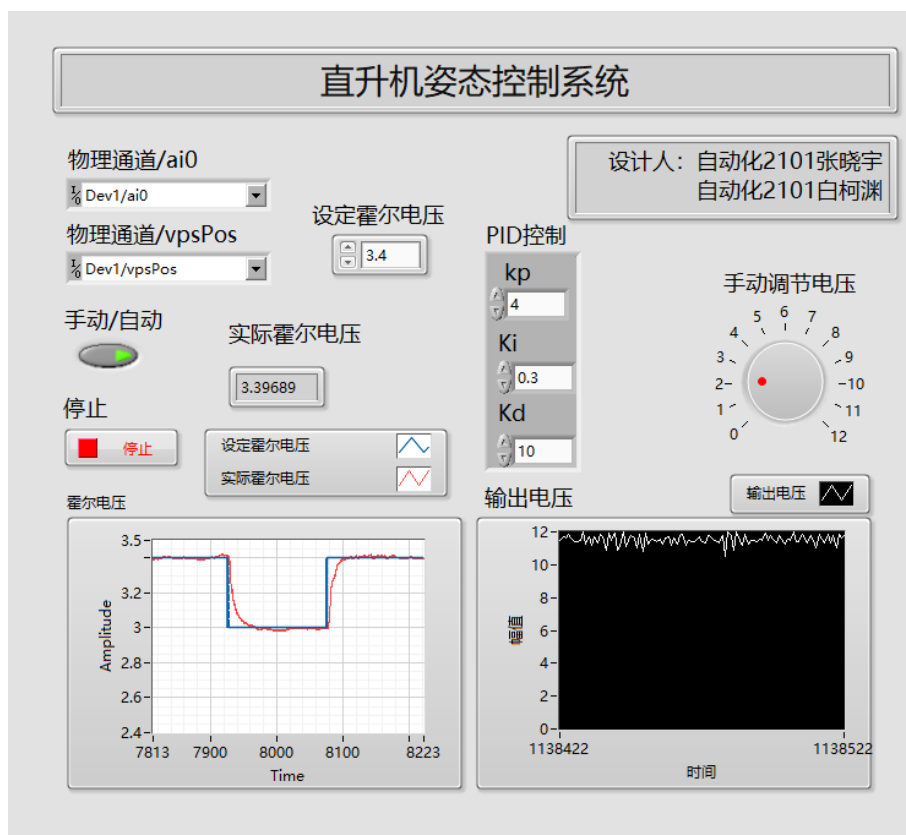 直升机姿态控制系统
设计人：自动化2101张晓宇
自动化2101白柯渊
物理通道/ai0
Dev1/ai0
物理通道/vpsPos
Dev1/vpsPos
设定霍尔电压
3.4
手动/自动
实际霍尔电压
3.39689
停止
停止
设定霍尔电压
实际霍尔电压
PID控制
kp
4
Ki
0.3
Kd
10
手动调节电压
0
1
2
3
4
5
6
7
8
9
10
11
12
霍尔电压
3.5
3.2
3
2.8
2.6
2.4
Amplitude
7813
7900
8000
8100
8223
Time
输出电压
输出电压
12
10
8
6
4
2
0
幅值
1138422
1138522
时间